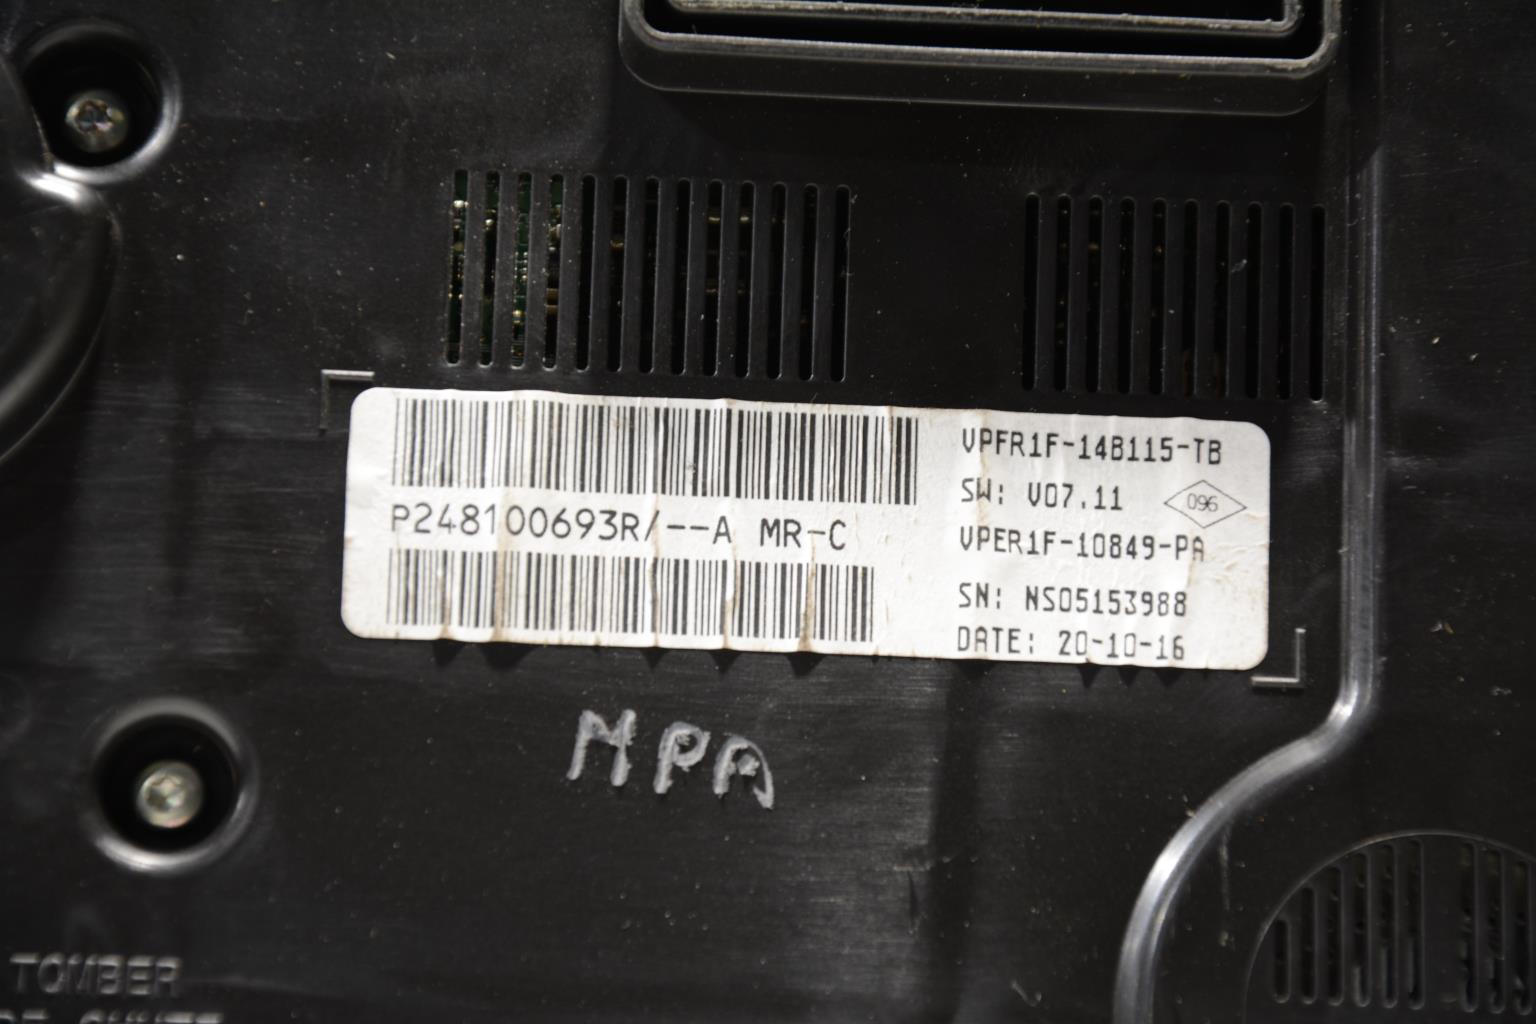 P248100693R/--A MR-C
VPFR1F-14B115-TB
SW: V07.11
096
VPER1F-10849-PA
SN: NS05153988
DATE: 20-10-16
MPA
TOMBER